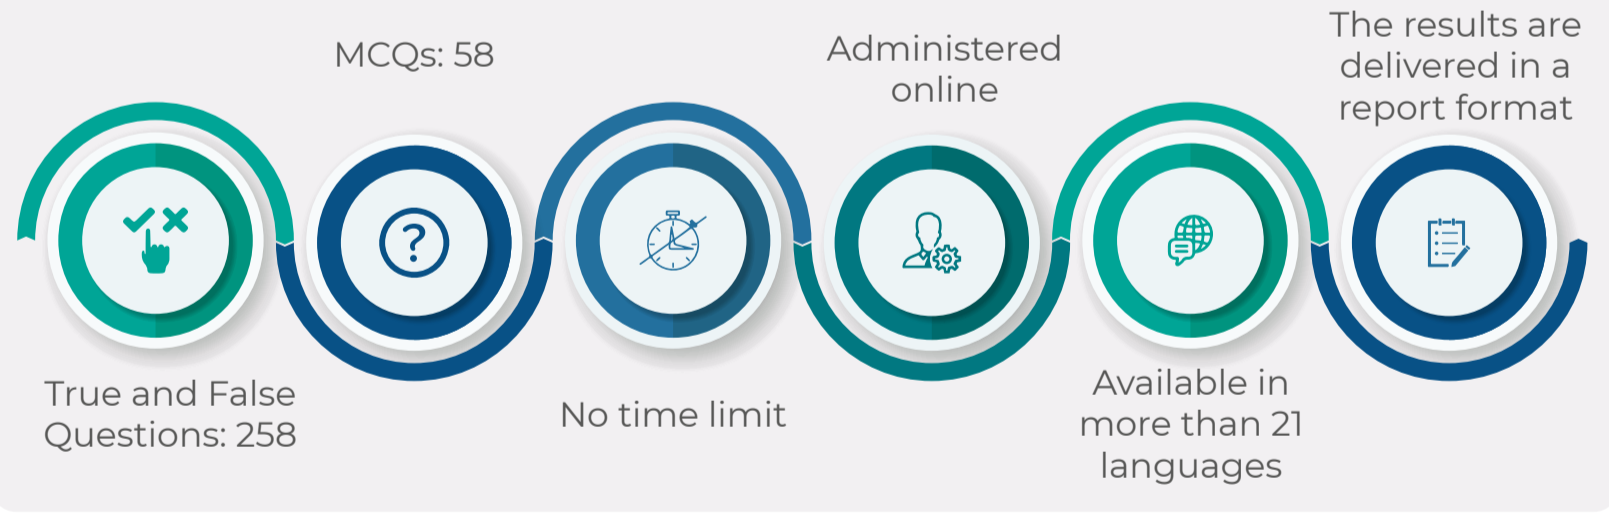 True and False
Questions: 258
MCQs: 58
No time limit
Administered
online
Available in
more than 21
languages
The results are
delivered in a
report format